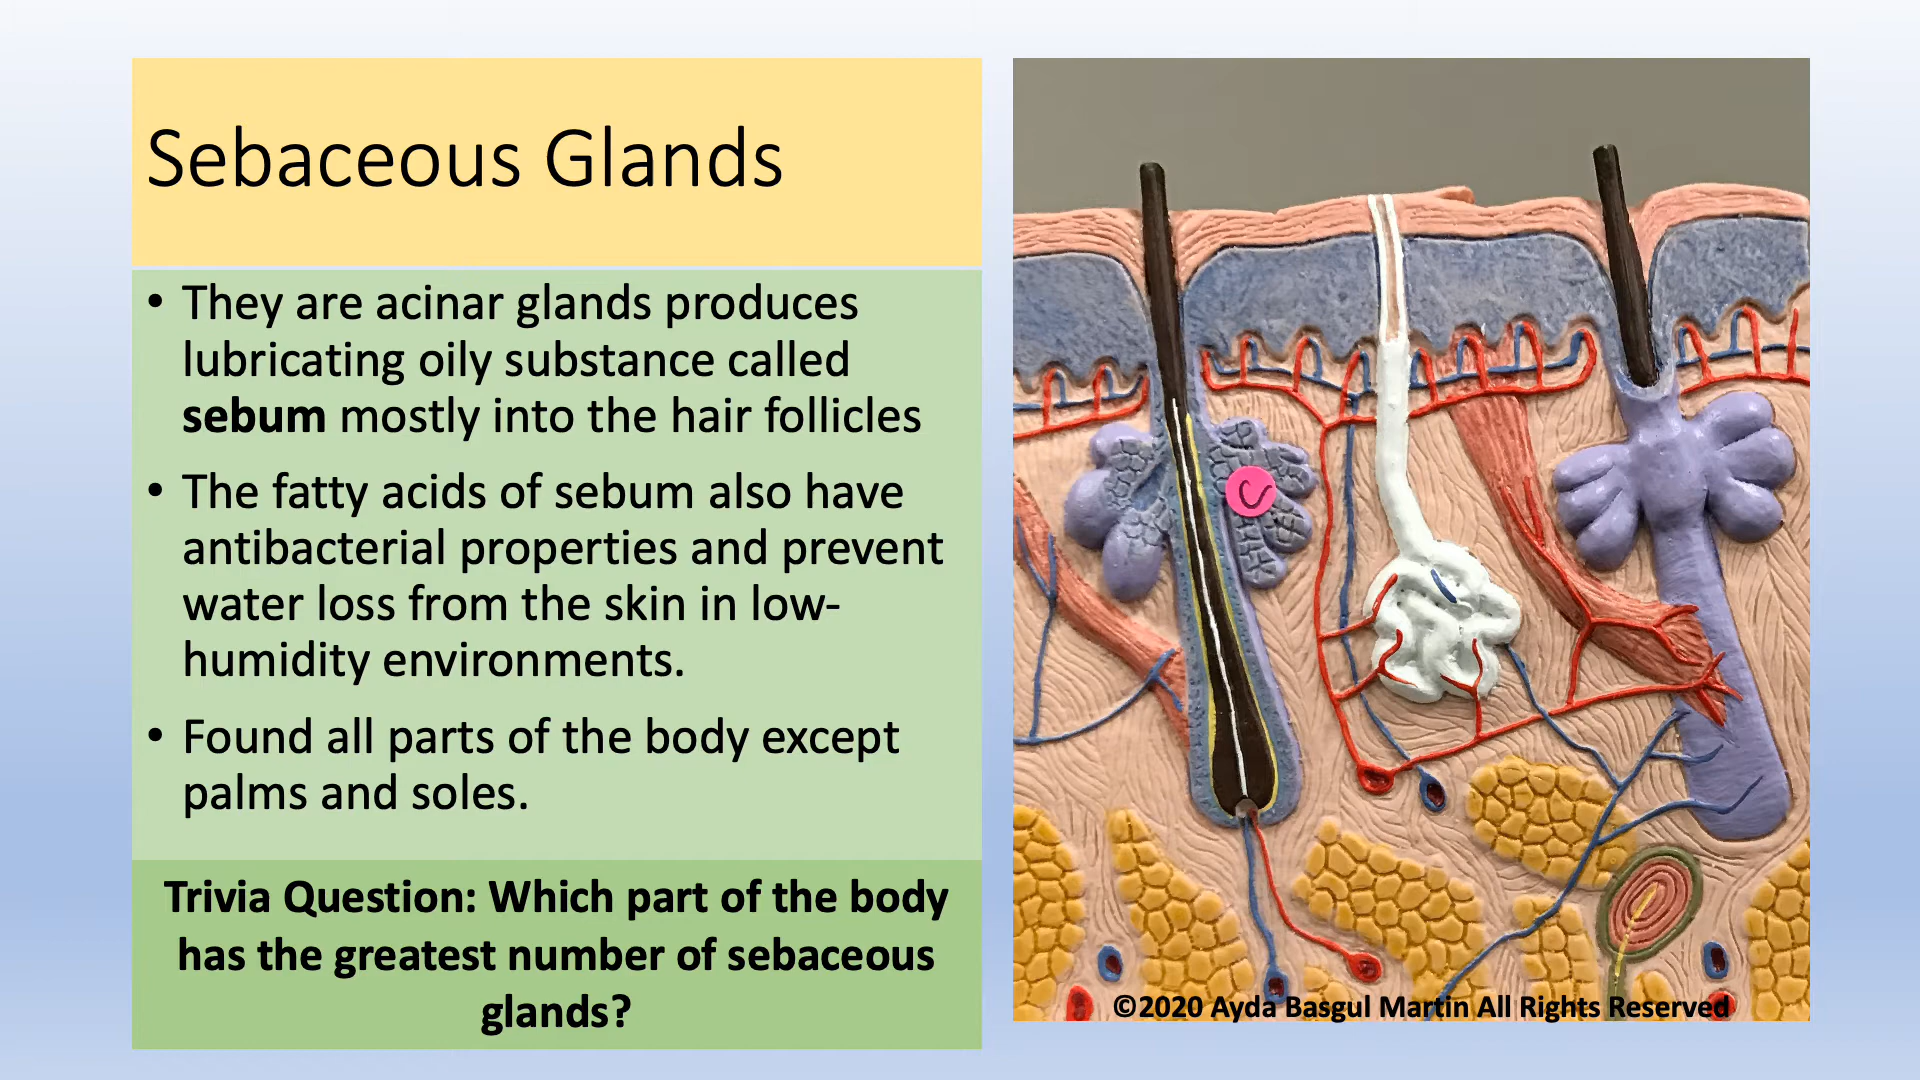 Sebaceous Glands
• They are acinar glands produces
lubricating oily substance called
sebum mostly into the hair follicles
• The fatty acids of sebum also have
antibacterial properties and prevent
water loss from the skin in low-
humidity environments.
• Found all parts of the body except
palms and soles.
Trivia Question: Which part of the body
has the greatest number of sebaceous
glands?
C
©2020 Ayda Basgul Martin All Rights Reserved